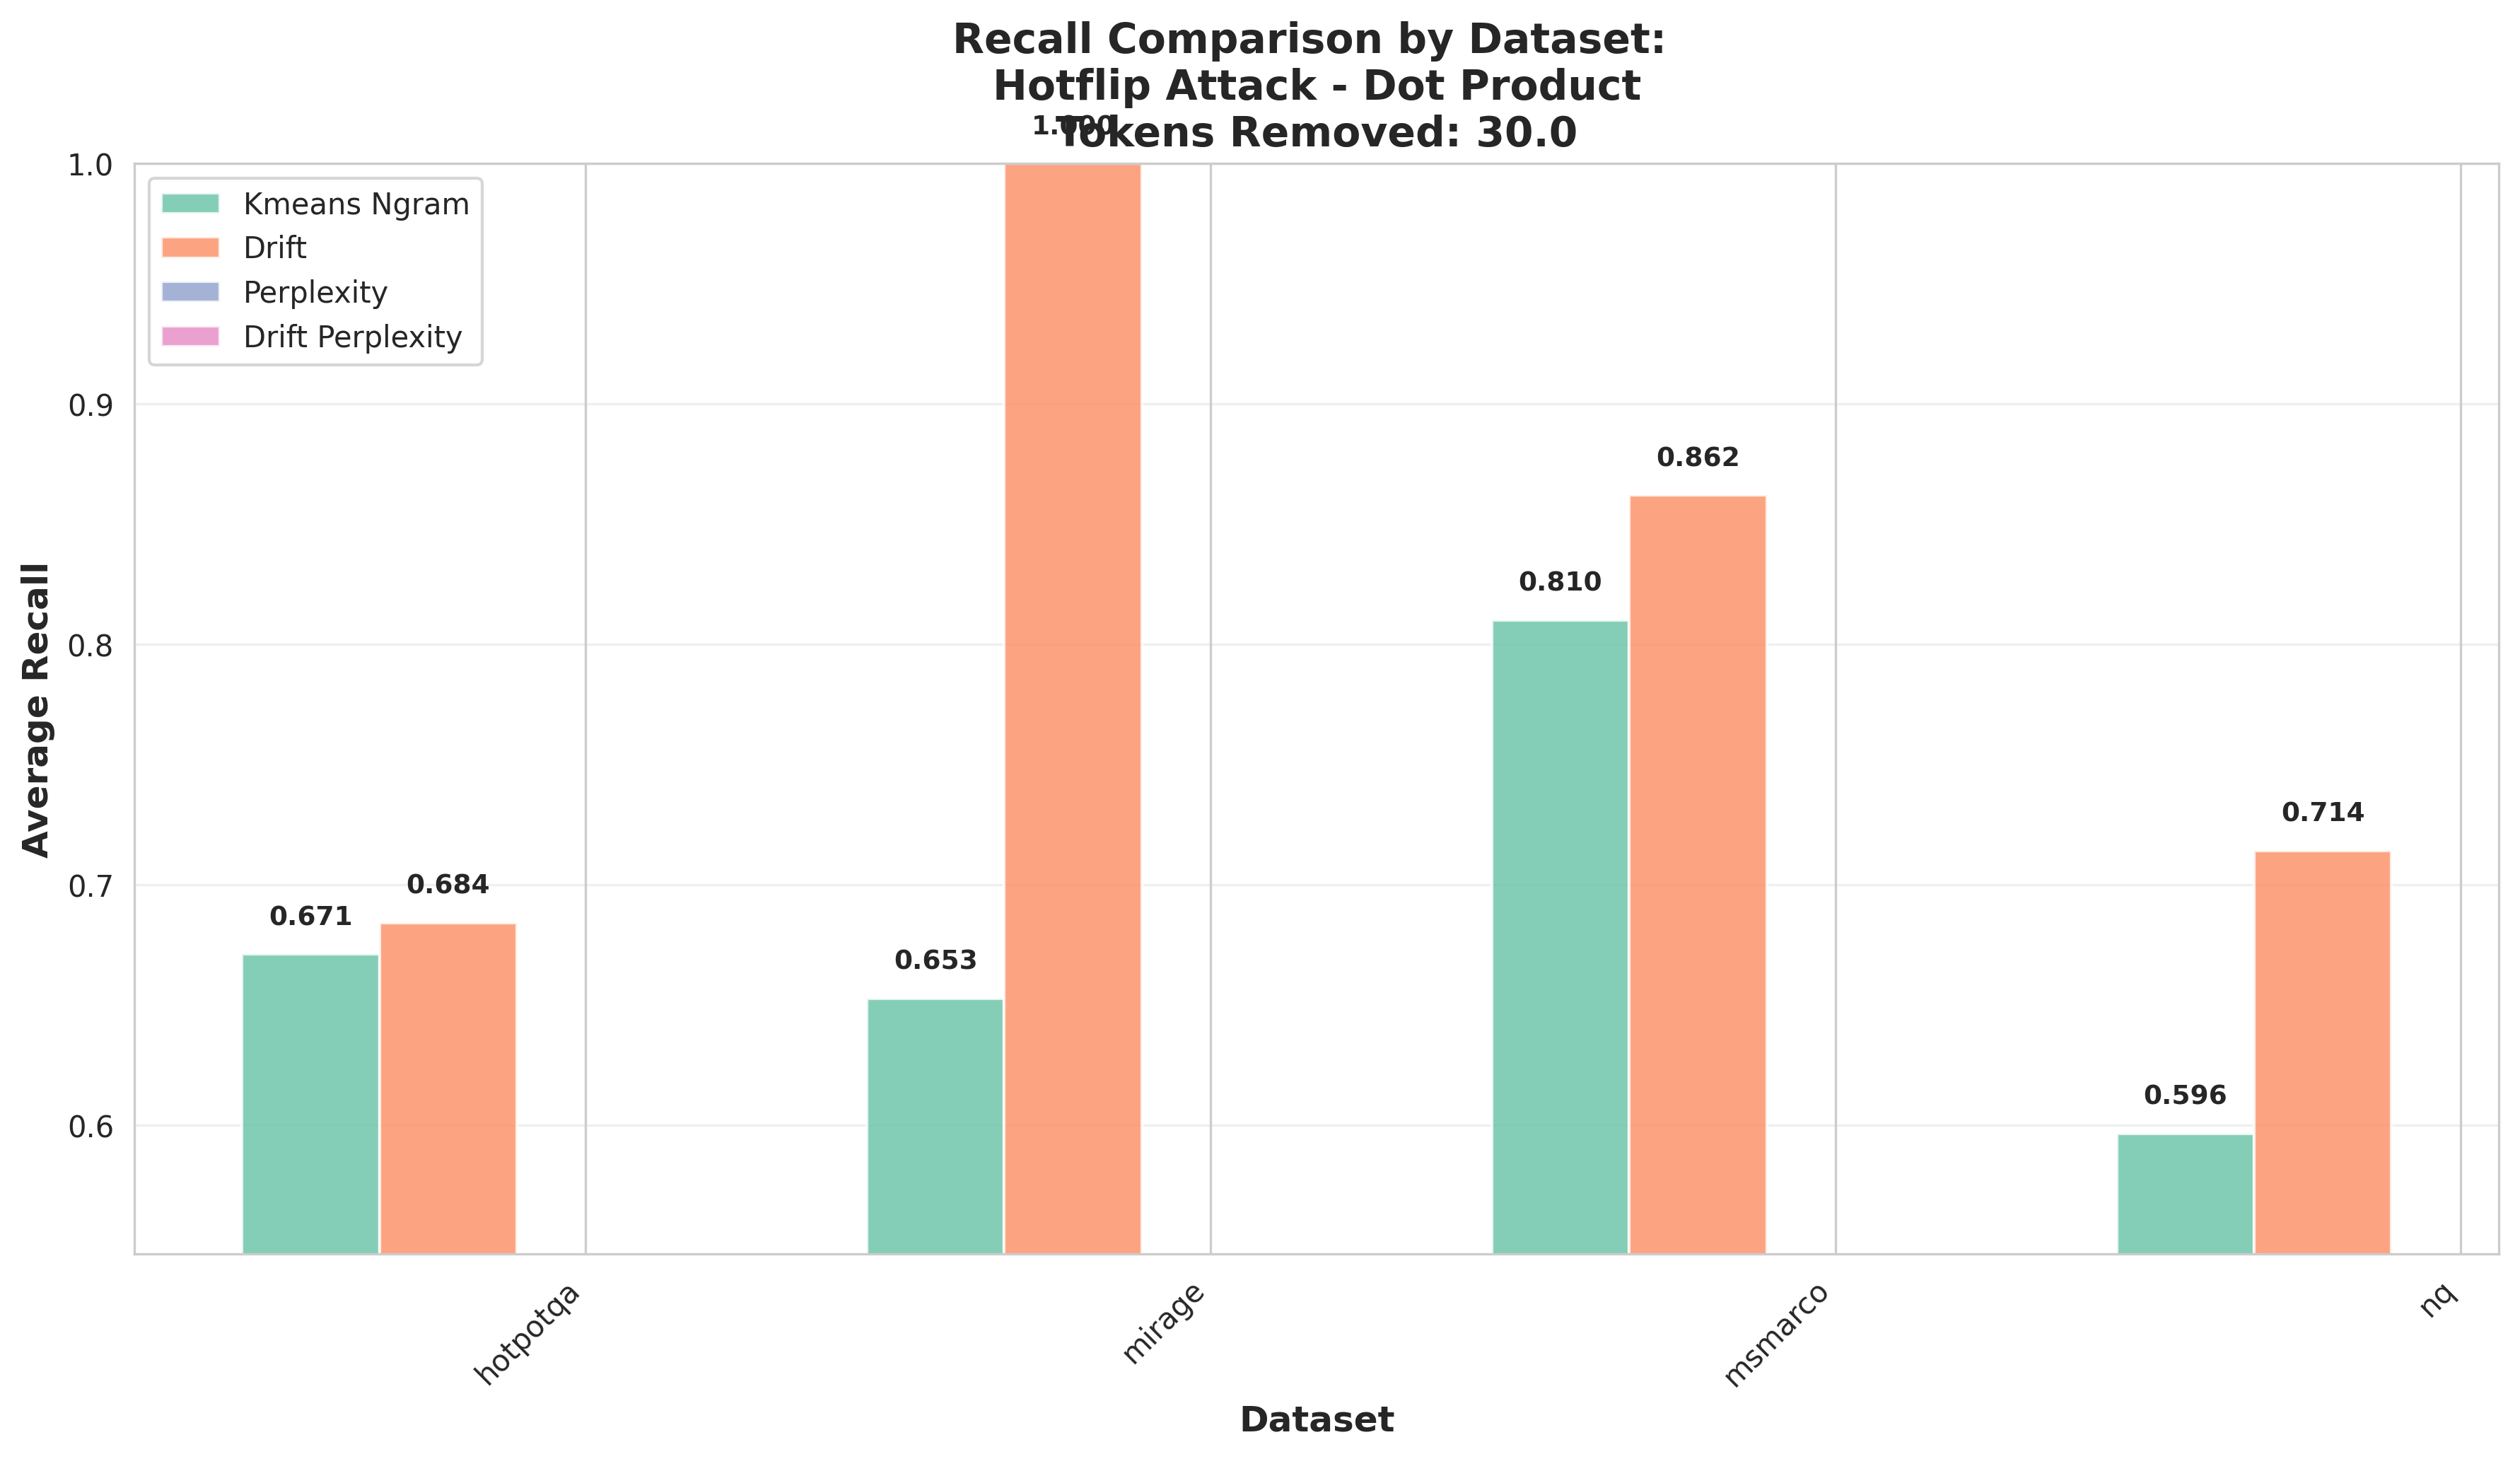 Recall Comparison by Dataset:
Hotflip Attack - Dot Product
Tokens Removed: 30.0
1.000
1.0
0.9
0.8
0.7
0.6
Average Recall
Kmeans Ngram
Drift
Perplexity
Drift Perplexity
0.671
0.684
0.653
0.810
0.862
0.596
0.714
hotpotqa
mirage
msmarco
nq
Dataset